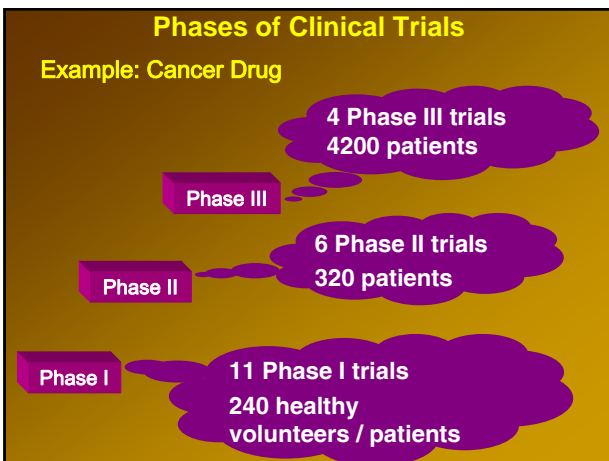 Phases of Clinical Trials
Example: Cancer Drug
4 Phase III trials
4200 patients
Phase III
6 Phase II trials
320 patients
Phase II
11 Phase I trials
240 healthy
volunteers / patients
Phase I